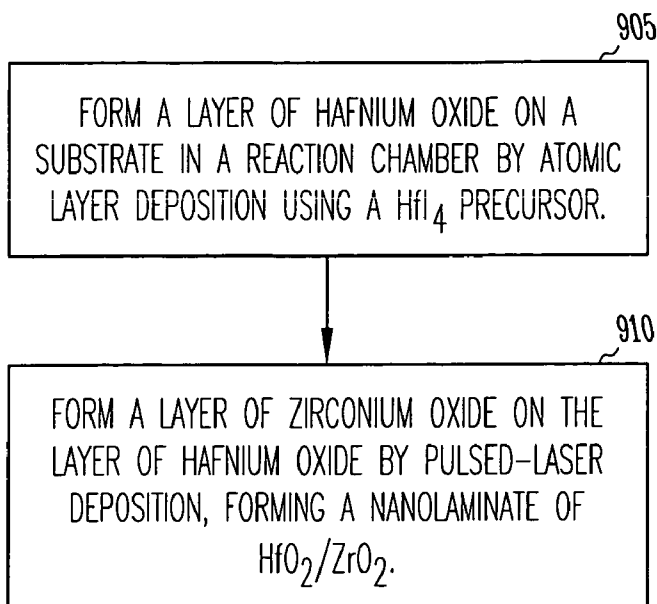 905
FORM A LAYER OF HAFNIUM OXIDE ON A
SUBSTRATE IN A REACTION CHAMBER BY ATOMIC
LAYER DEPOSITION USING A HfI₄ PRECURSOR.
910
FORM A LAYER OF ZIRCONIUM OXIDE ON THE
LAYER OF HAFNIUM OXIDE BY PULSED–LASER
DEPOSITION, FORMING A NANOLAMINATE OF
HfO₂/ZrO₂.